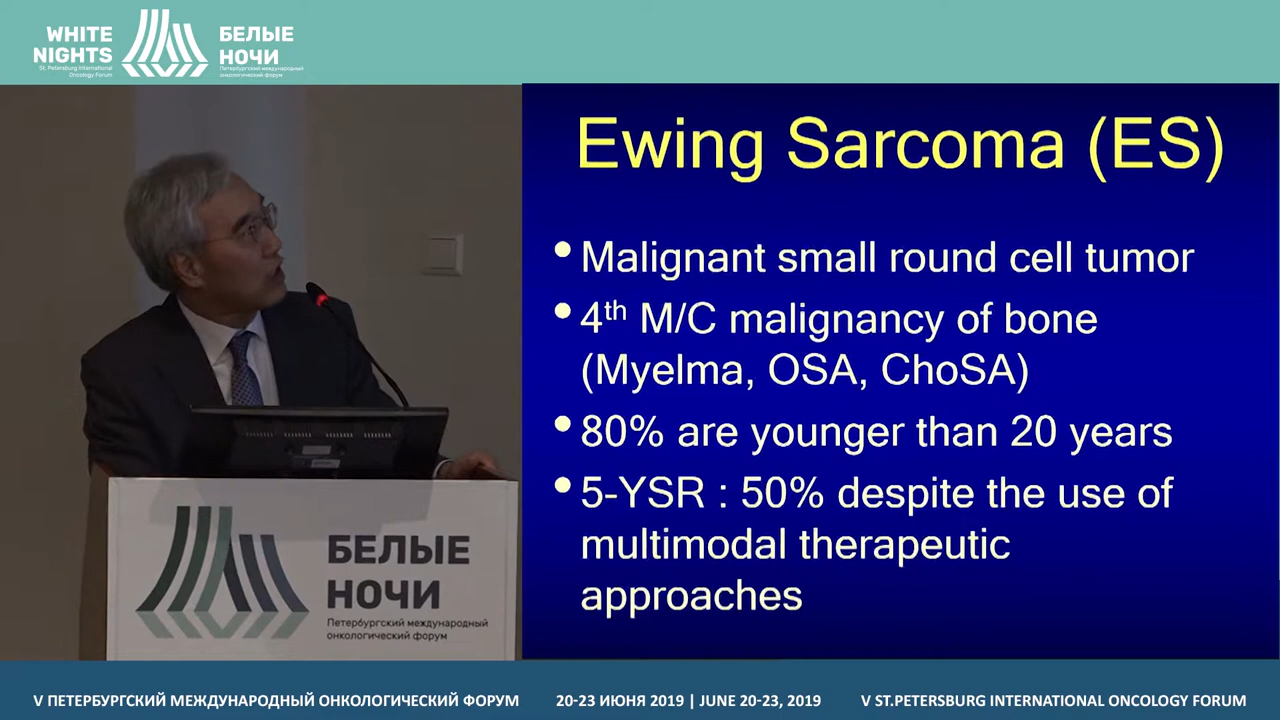 WHITE
NIGHTS
St. Petersburg International
Oncology Forum
БЕЛЫЕ
НОЧИ
Петербургский международный
онкологический форум
Ewing Sarcoma (ES)
• Malignant small round cell tumor
• 4th M/C malignancy of bone
(Myelma, OSA, ChoSA)
• 80% are younger than 20 years
• 5-YSR : 50% despite the use of
multimodal therapeutic
approaches
БЕЛЫЕ
НОЧИ
Петербургский международный
онкологический форум
V ПЕТЕРБУРГСКИЙ МЕЖДУНАРОДНЫЙ ОНКОЛОГИЧЕСКИЙ ФОРУМ
20-23 ИЮНЯ 2019 | JUNE 20-23, 2019
V ST.PETERSBURG INTERNATIONAL ONCOLOGY FORUM